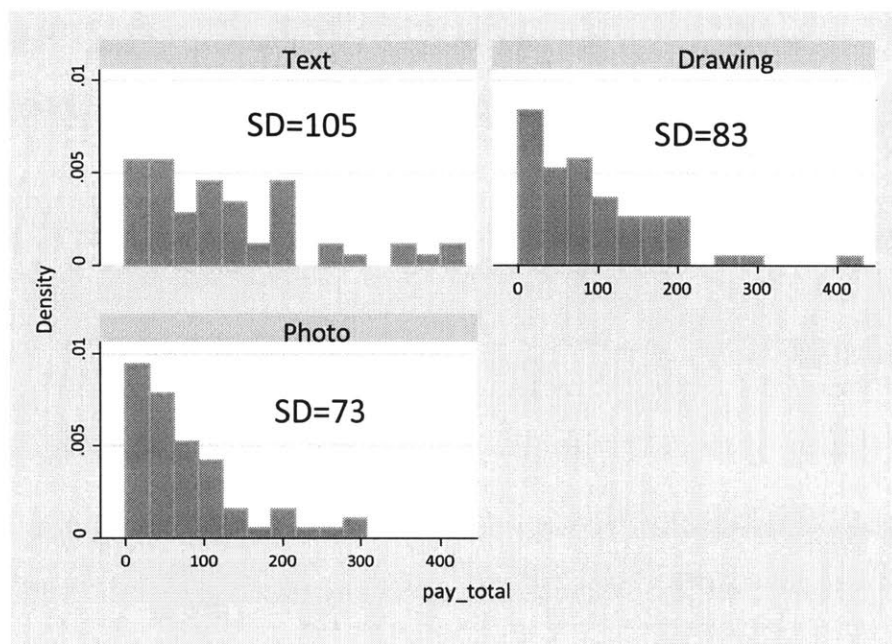 Text
Drawing
.01
SD=105
SD=83
.005
0
0 100 200 300 400
Density
Photo
.01
SD=73
.005
0
0 100 200 300 400
pay_total